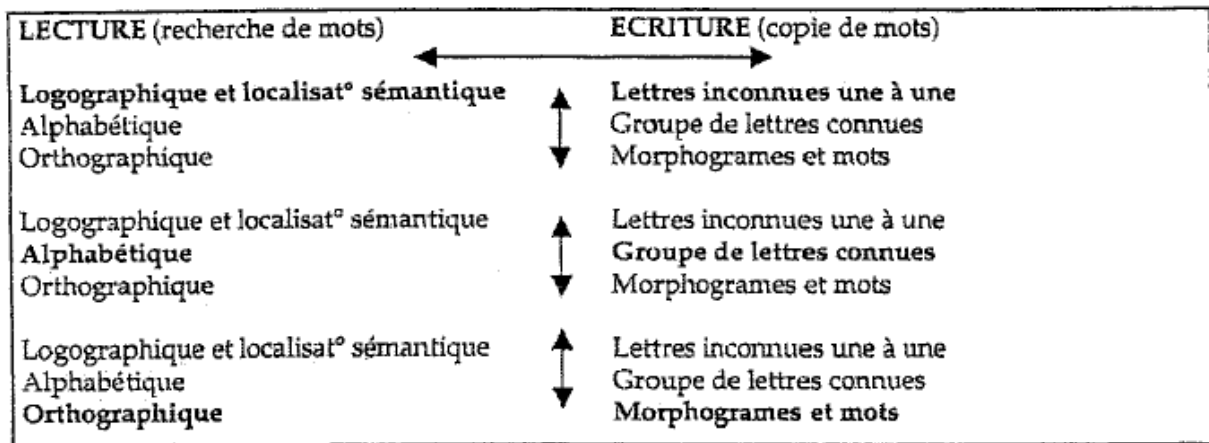 LECTURE (recherche de mots) ECRITURE (copie de mots)
Logographique et localisat° sémantique Lettres inconnues une à une
Alphabétique Groupe de lettres connues
Orthographique Morphogrames et mots
Logographique et localisat° sémantique Lettres inconnues une à une
Alphabétique Groupe de lettres connues
Orthographique Morphogrames et mots
Logographique et localisat° sémantique Lettres inconnues une à une
Alphabétique Groupe de lettres connues
Orthographique Morphogrames et mots